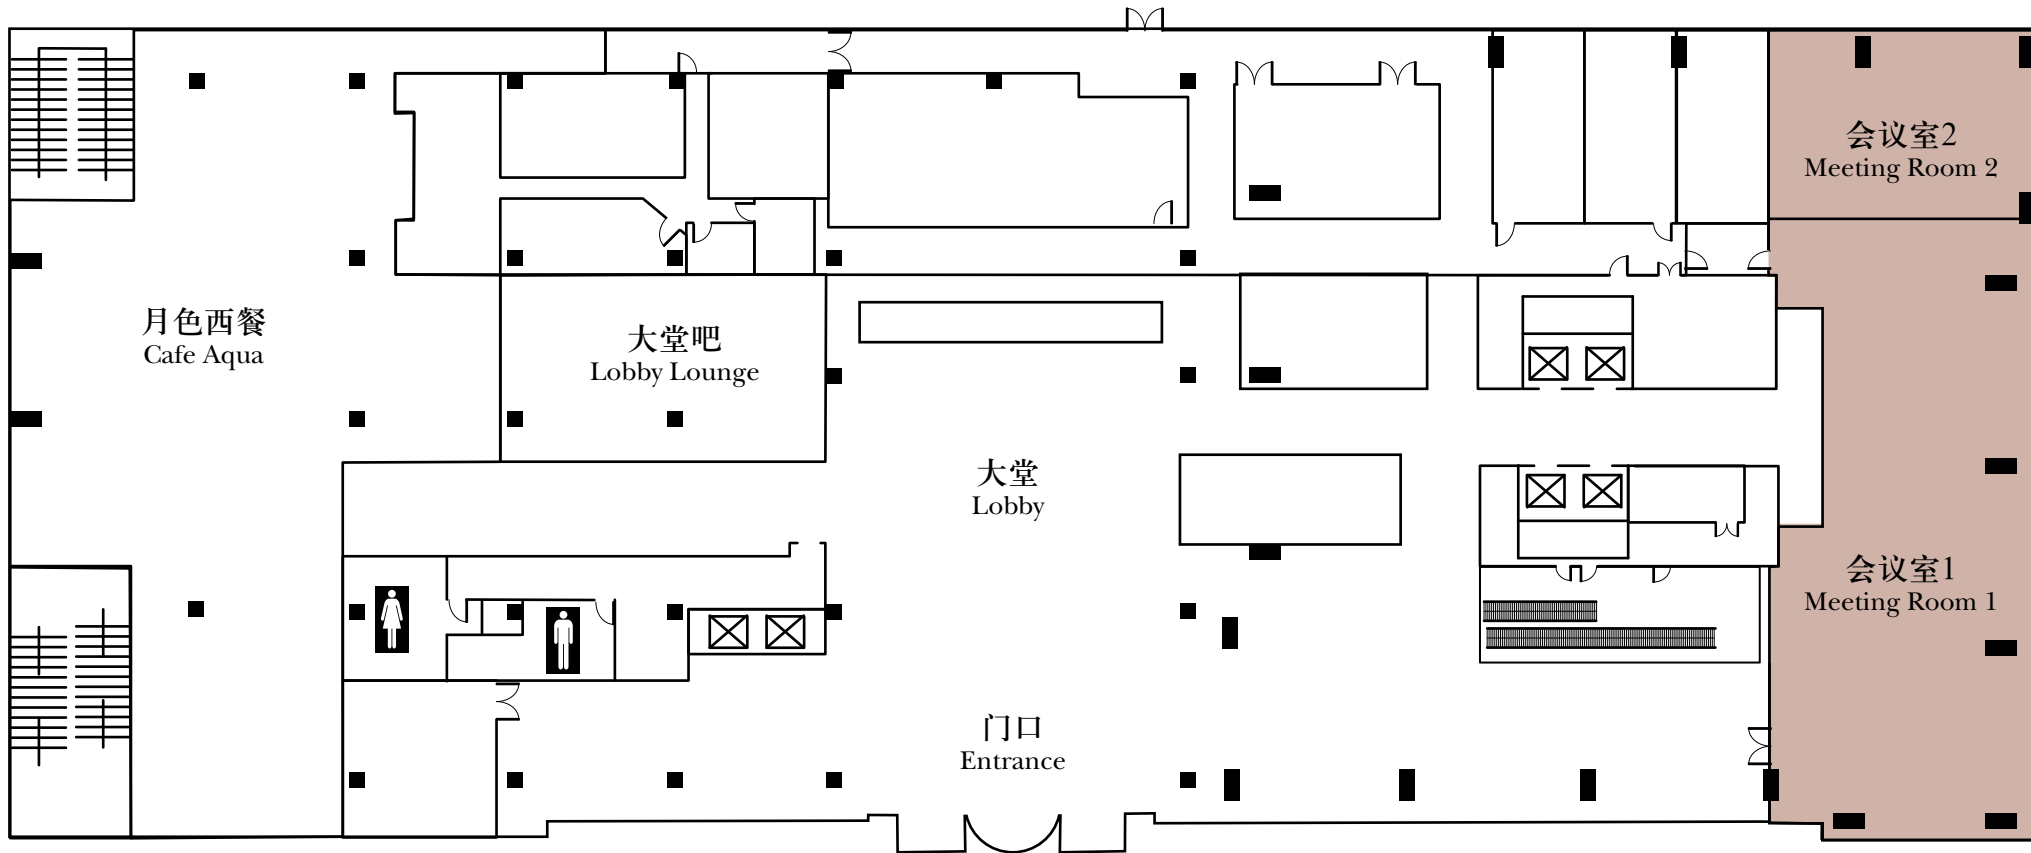 会议室2
Meeting Room 2
月色西餐
Cafe Aqua
大堂吧
Lobby Lounge
大堂
Lobby
会议室1
Meeting Room 1
门口
Entrance